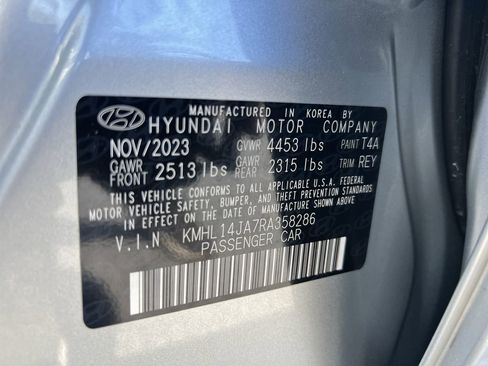 MANUFACTURED IN KOREA BY
HYUNDAI MOTOR COMPANY
NOV/2023 GVWR 4453 lbs PAINT T4A
GAWR FRONT 2513 lbs GAWR REAR 2315 lbs TRIM REY
THIS VEHICLE CONFORMS TO ALL APPLICABLE U.S.A. FEDERAL
MOTOR VEHICLE SAFETY, BUMPER, AND THEFT PREVENTION
STANDARDS IN EFFECT ON THE DATE OF MANUFACTURE SHOWN ABOVE.
V.I.N KMHL14JA7RA358286
PASSENGER CAR